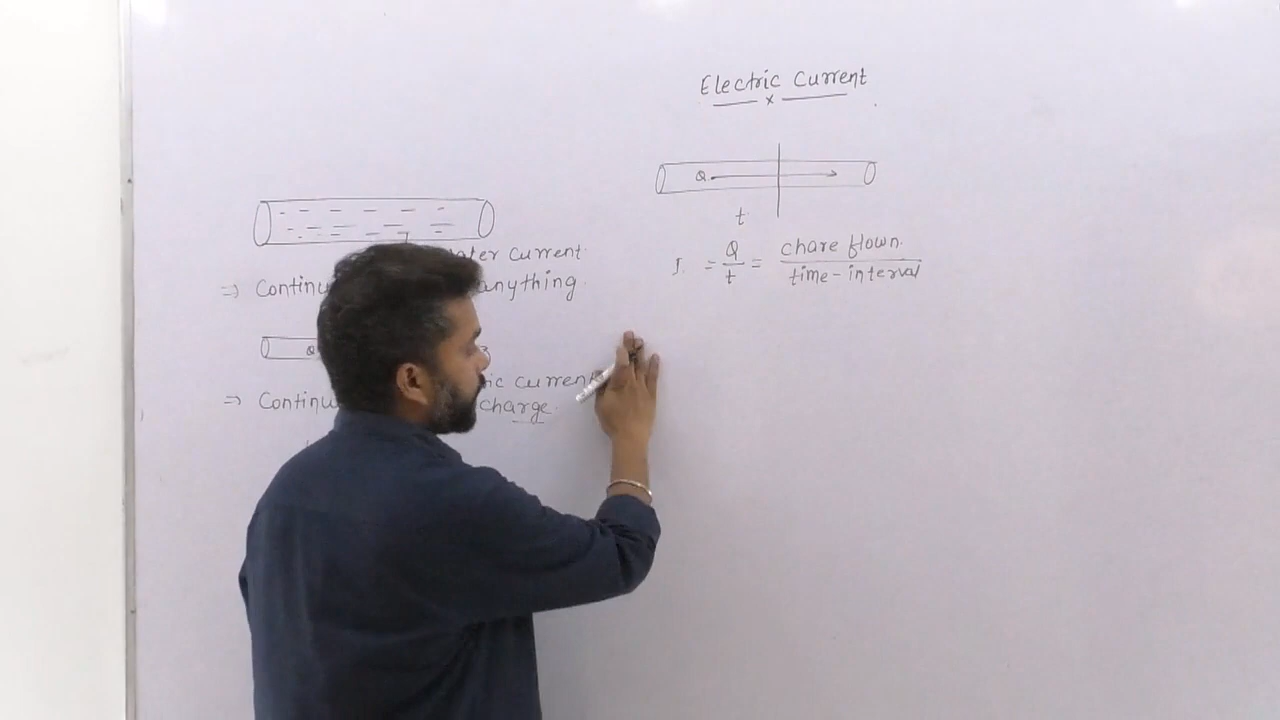 Electric Current
x
Q
t
I = Q/t = chare flown / time-interval
water current
⇒ Continu anything
Q
ic current
⇒ Continu charge